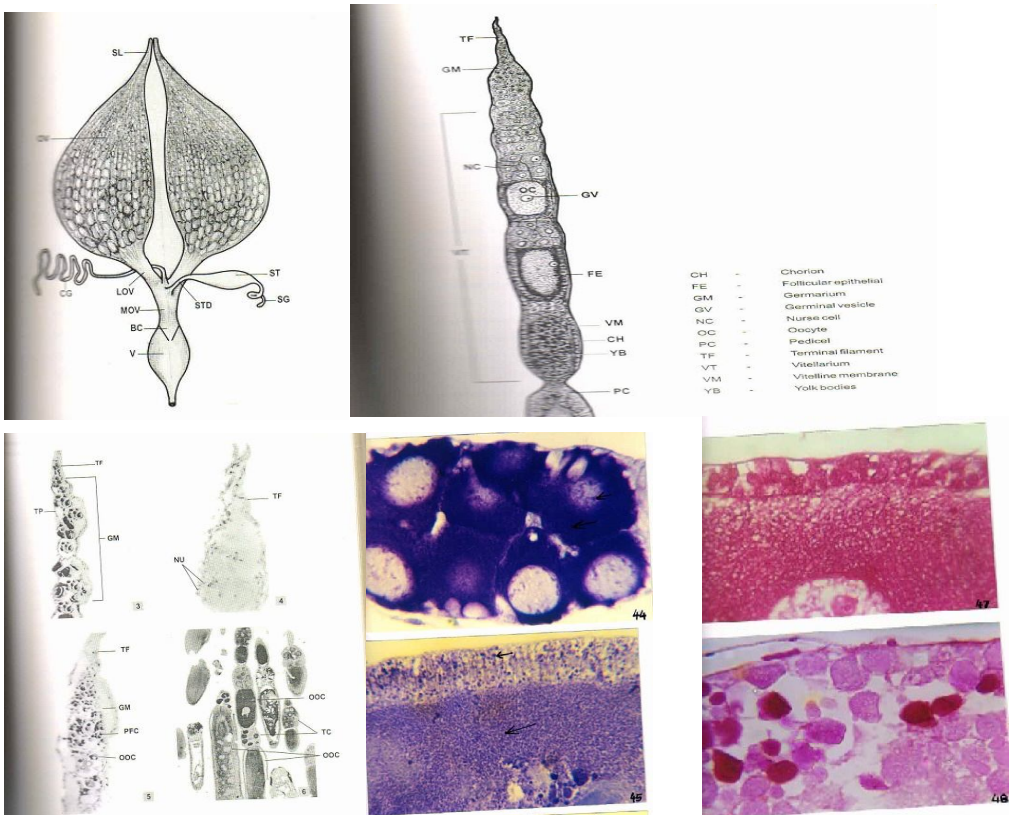 SL
OV
CG
LOV
ST
STD
SG
MOV
BC
V
TF
GM
NC
OC
GV
FE
VM
CH
YB
PC
CH - Chorion
FE - Follicular epithelial
GM - Germarium
GV - Germinal vesicle
NC - Nurse cell
OC - Oocyte
PC - Pedicel
TF - Terminal filament
VT - Vitellarium
VM - Vitelline membrane
YB - Yolk bodies
TF
TP
GM
3
TF
NU
4
TF
GM
PFC
OOC
5
OOC
TC
OOC
6
44
45
47
48